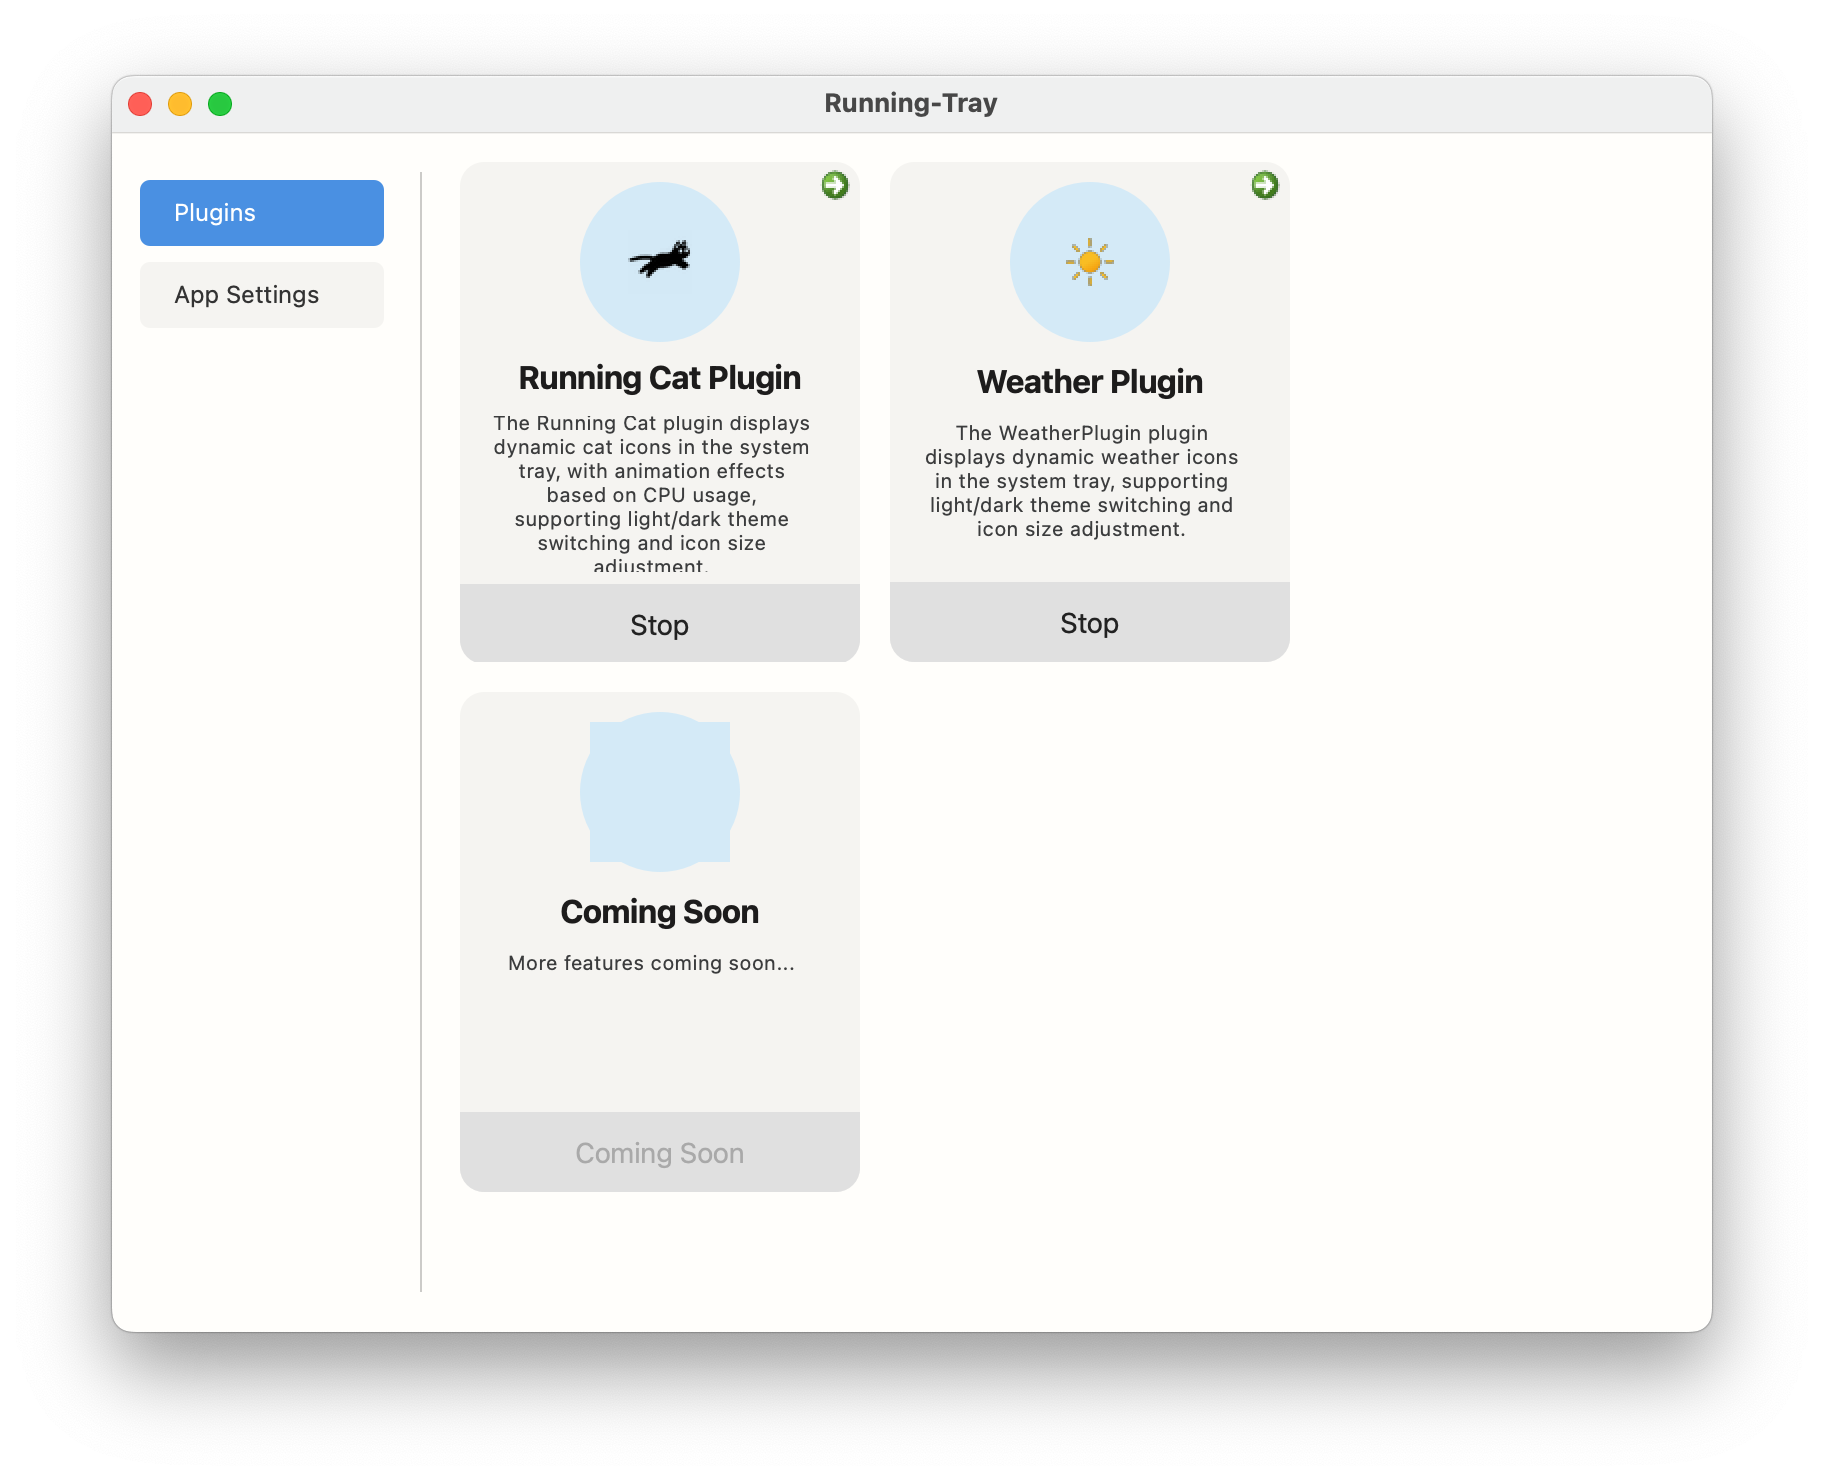 Running-Tray
Plugins
App Settings
Running Cat Plugin
The Running Cat plugin displays
dynamic cat icons in the system
tray, with animation effects
based on CPU usage,
supporting light/dark theme
switching and icon size
adjustment.
Stop
Weather Plugin
The WeatherPlugin plugin
displays dynamic weather icons
in the system tray, supporting
light/dark theme switching and
icon size adjustment.
Stop
Coming Soon
More features coming soon...
Coming Soon